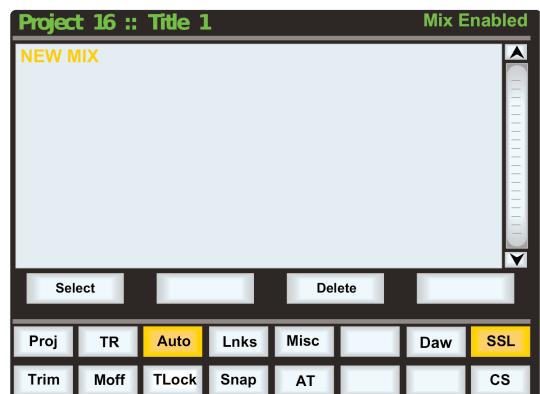 Project 16 :: Title 1 Mix Enabled
NEW MIX
Select Delete
Proj TR Auto Lnks Misc Daw SSL
Trim Moff TLock Snap AT CS